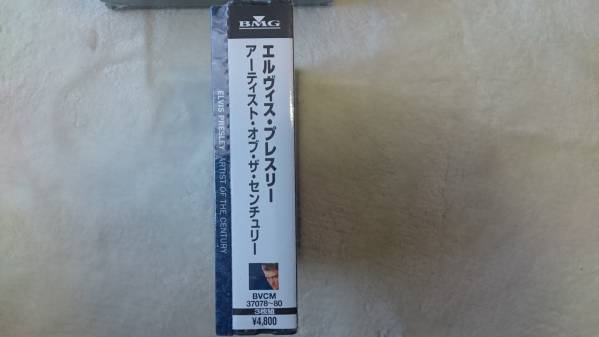 BMG
エルヴィス・プレスリー
アーティスト・オブ・ザ・センチュリー
ELVIS PRESLEY ARTIST OF THE CENTURY
BVCM
37078~80
3枚組
¥4,800